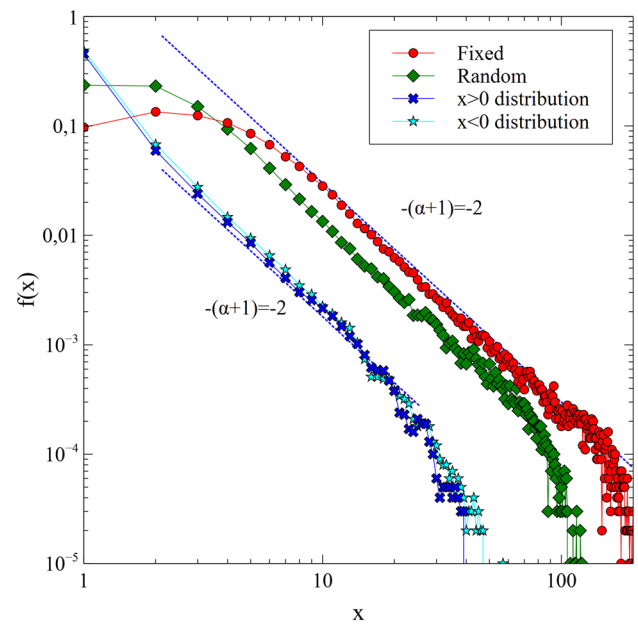 1
Fixed
Random
x>0 distribution
x<0 distribution
0,1
-(α+1)=-2
0,01
f(x)
-(α+1)=-2
10⁻³
10⁻⁴
10⁻⁵
1 10 100
x